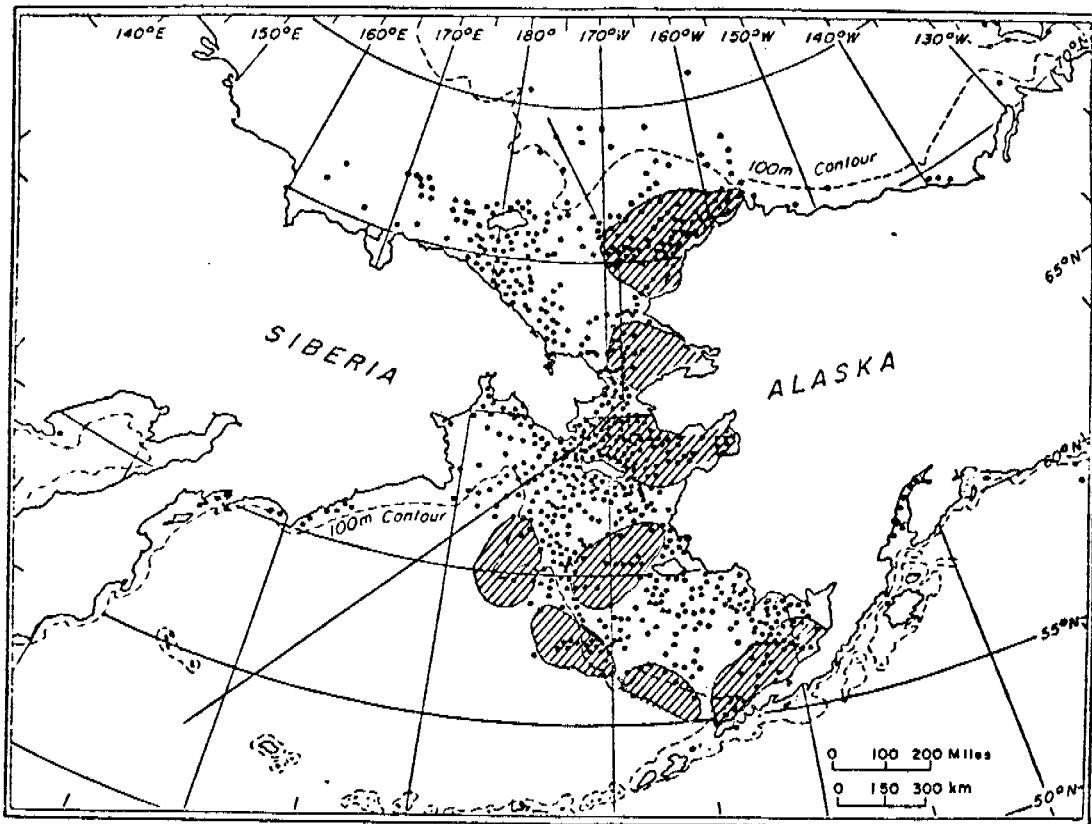 140°E 150°E 160°E 170°E 180° 170°W 160°W 150°W 140°W 130°W 70°N
100m Contour
65°N
SIBERIA
ALASKA
60°N
100m Contour
55°N
0 100 200 Miles
0 150 300 km
50°N